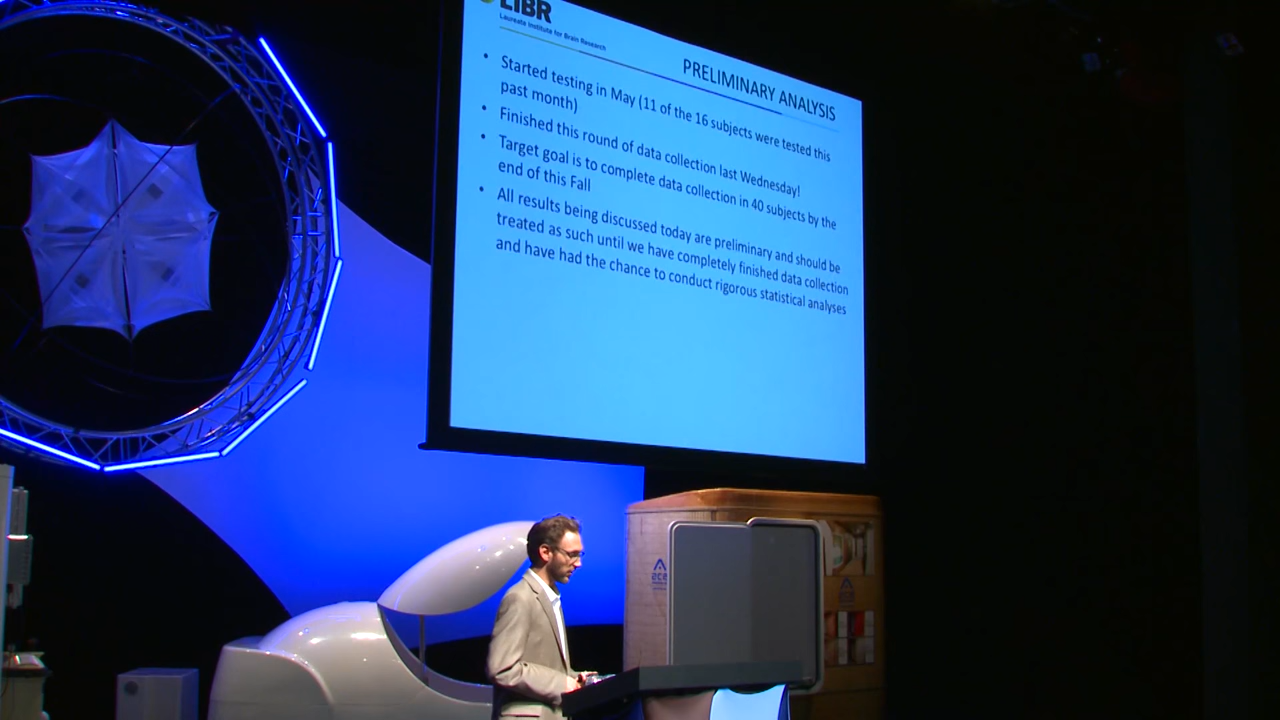 LIBR
Laureate Institute for Brain Research
PRELIMINARY ANALYSIS
• Started testing in May (11 of the 16 subjects were tested this
past month)
• Finished this round of data collection last Wednesday!
• Target goal is to complete data collection in 40 subjects by the
end of this Fall
• All results being discussed today are preliminary and should be
treated as such until we have completely finished data collection
and have had the chance to conduct rigorous statistical analyses